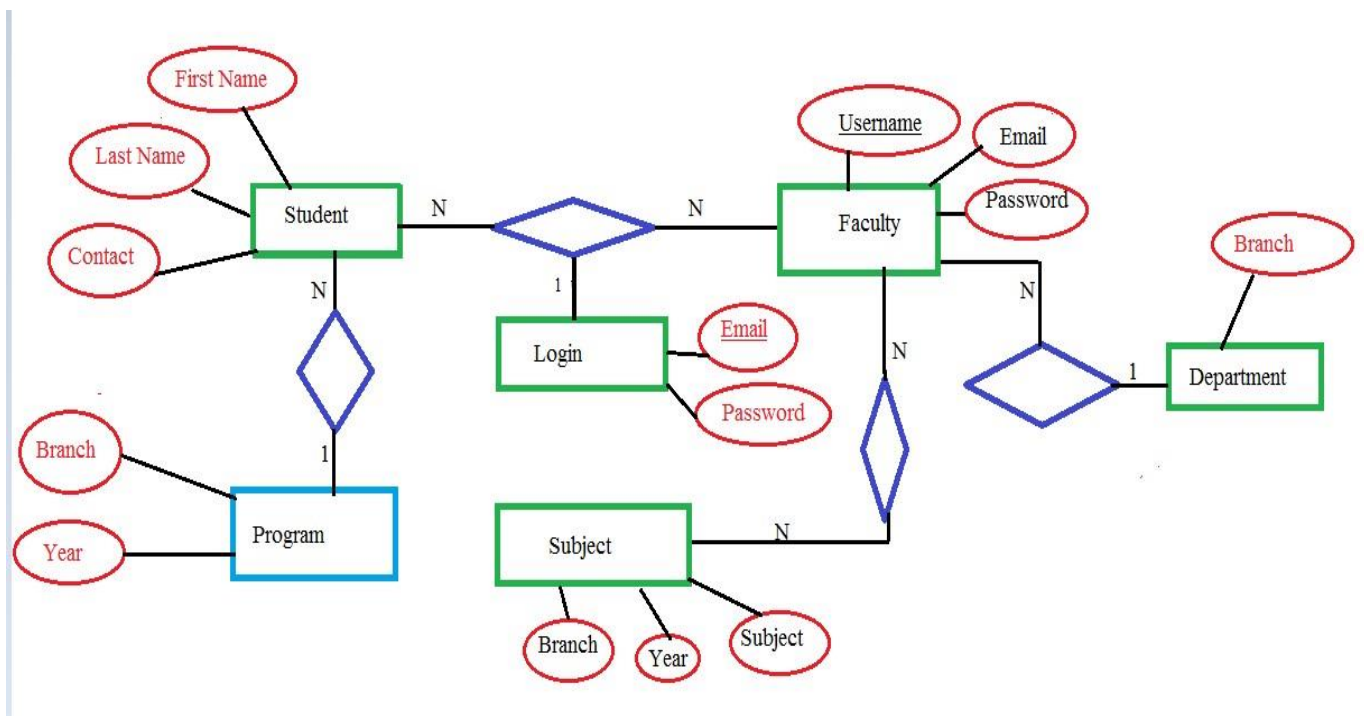 First Name
Last Name
Contact
Student
N
N
Username
Email
Password
Faculty
Branch
N
1
N
N
Login
Email
Password
1
Department
Branch
Year
1
Program
Subject
N
Branch
Year
Subject